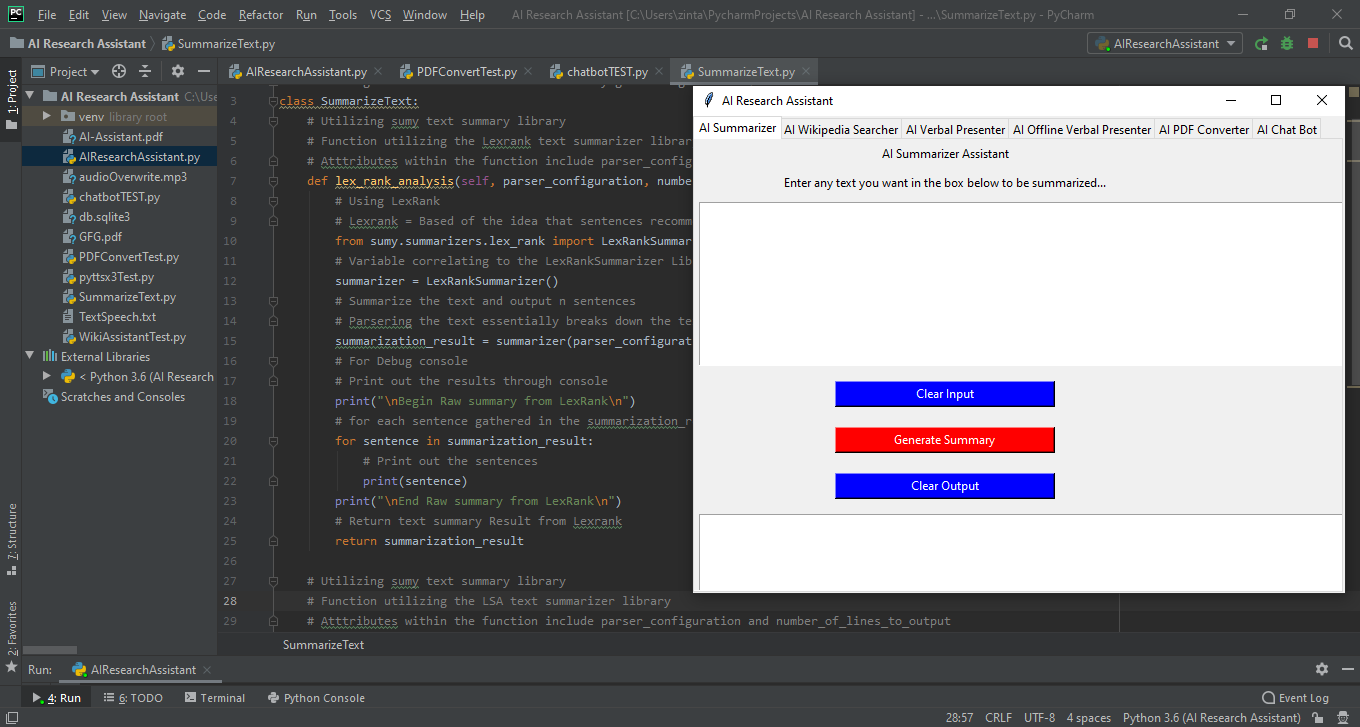 PC File Edit View Navigate Code Refactor Run Tools VCS Window Help AI Research Assistant [C:\Users\zinta\PycharmProjects\AI Research Assistant] - ...\SummarizeText.py - PyCharm
AI Research Assistant SummarizeText.py AIResearchAssistant
1: Project
Project
AIResearchAssistant.py PDFConvertTest.py chatbotTEST.py SummarizeText.py
AI Research Assistant C:\Use
venv library root
AI-Assistant.pdf
AIResearchAssistant.py
audioOverwrite.mp3
chatbotTEST.py
db.sqlite3
GFG.pdf
PDFConvertTest.py
pyttsx3Test.py
SummarizeText.py
TextSpeech.txt
WikiAssistantTest.py
External Libraries
< Python 3.6 (AI Research
Scratches and Consoles
3 class SummarizeText:
4 # Utilizing sumy text summary library
5 # Function utilizing the Lexrank text summarizer librar
6 # Atttributes within the function include parser_config
7 def lex_rank_analysis(self, parser_configuration, numbe
8 # Using LexRank
9 # Lexrank = Based of the idea that sentences recomm
10 from sumy.summarizers.lex_rank import LexRankSummar
11 # Variable correlating to the LexRankSummarizer Lib
12 summarizer = LexRankSummarizer()
13 # Summarize the text and output n sentences
14 # Parsering the text essentially breaks down the te
15 summarization_result = summarizer(parser_configurat
16 # For Debug console
17 # Print out the results through console
18 print("\nBegin Raw summary from LexRank\n")
19 # for each sentence gathered in the summarization_r
20 for sentence in summarization_result:
21 # Print out the sentences
22 print(sentence)
23 print("\nEnd Raw summary from LexRank\n")
24 # Return text summary Result from Lexrank
25 return summarization_result
26
27 # Utilizing sumy text summary library
28 # Function utilizing the LSA text summarizer library
29 # Atttributes within the function include parser_configuration and number_of_lines_to_output
SummarizeText
AI Research Assistant
AI Summarizer AI Wikipedia Searcher AI Verbal Presenter AI Offline Verbal Presenter AI PDF Converter AI Chat Bot
AI Summarizer Assistant
Enter any text you want in the box below to be summarized...
Clear Input
Generate Summary
Clear Output
7: Structure
2: Favorites
Run: AIResearchAssistant
4: Run 6: TODO Terminal Python Console Event Log
28:57 CRLF UTF-8 4 spaces Python 3.6 (AI Research Assistant)